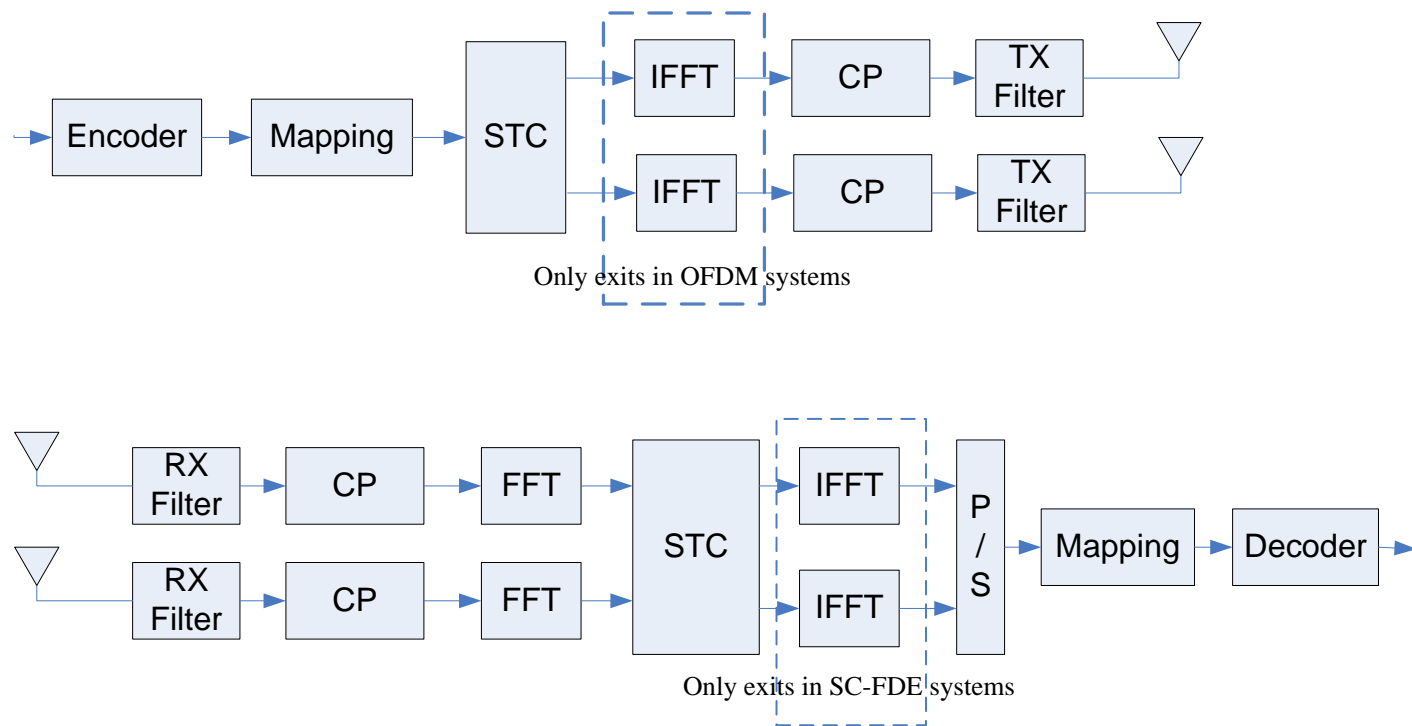 Encoder
Mapping
STC
IFFT
CP
TX
Filter
IFFT
CP
TX
Filter
Only exits in OFDM systems
RX
Filter
CP
FFT
RX
Filter
CP
FFT
STC
IFFT
IFFT
P
/
S
Mapping
Decoder
Only exits in SC-FDE systems